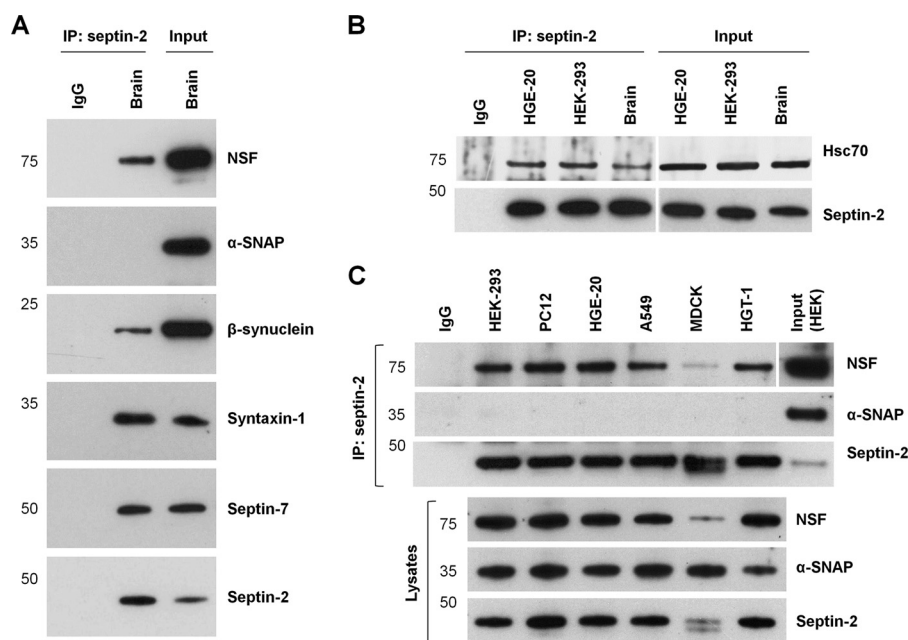 A
IP: septin-2 Input
IgG Brain Brain
75 NSF
35 α-SNAP
25 β-synuclein
35 Syntaxin-1
50 Septin-7
50 Septin-2
B
IP: septin-2 Input
IgG HGE-20 HEK-293 Brain HGE-20 HEK-293 Brain
75 Hsc70
50 Septin-2
C
IgG HEK-293 PC12 HGE-20 A549 MDCK HGT-1 Input (HEK)
IP: septin-2
75 NSF
35 α-SNAP
50 Septin-2
Lysates
75 NSF
35 α-SNAP
50 Septin-2